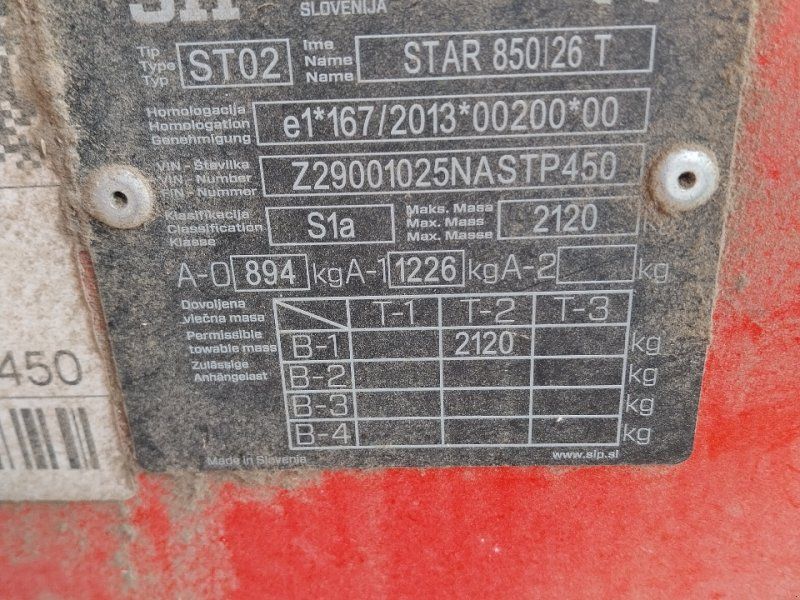 SIP
SLOVENIJA
Tip
Type
Typ
ST02
Ime
Name
Name
STAR 850|26 T
Homologacija
Homologation
Genehmigung
e1*167/2013*00200*00
VIN - Številka
VIN - Number
FIN - Nummer
Z29001025NASTP450
Klasifikacija
Classification
Klasse
S1a
Maks. Masa
Max. Mass
Max. Masse
2120
A-0 894 kg A-1 1226 kg A-2 kg
Dovoljena
vlečna masa
Permissible
towable mass
Zulässige
Anhängelast
T-1 T-2 T-3
B-1 2120 kg
B-2
B-3 kg
B-4 kg
Made in Slovenia
www.sip.si
450